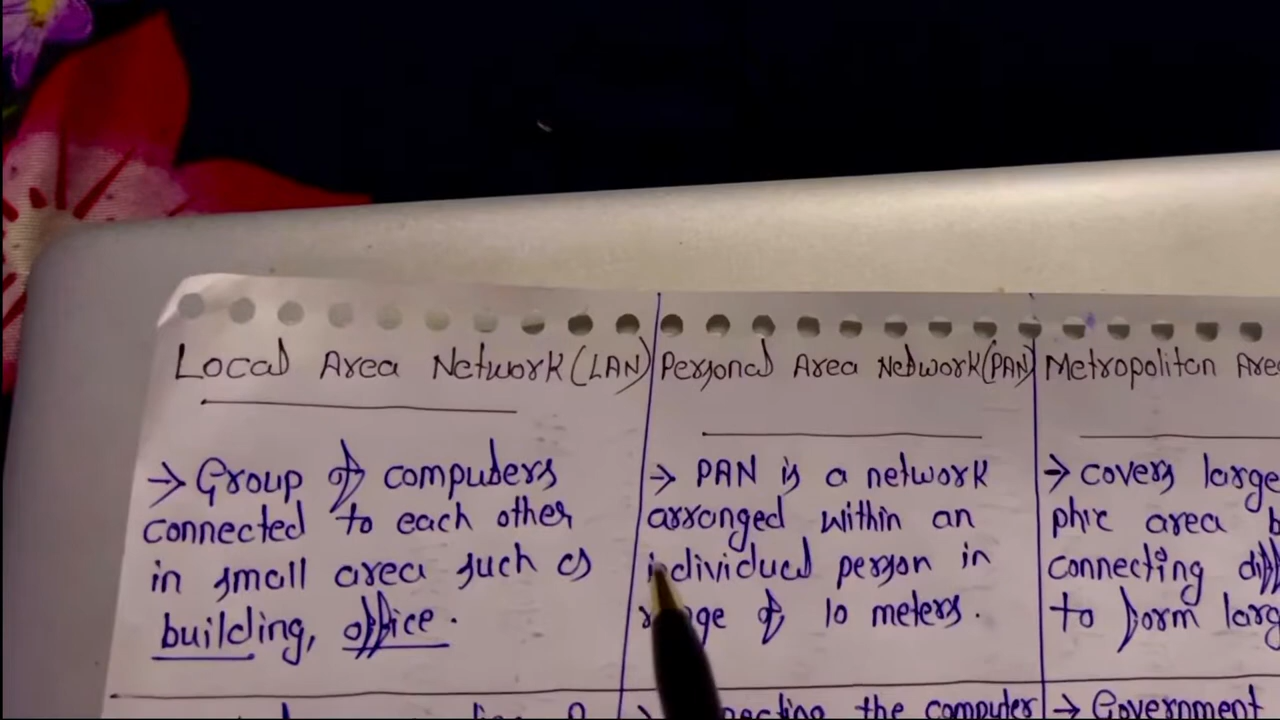 Local Area Network (LAN)
→ Group of computers
connected to each other
in small area such as
building, office.
Personal Area Network (PAN)
→ PAN is a network
arranged within an
individual person in
range of 10 meters.
the computer
Metropolitan Are
→ covers large
phic area b
connecting diff
to form larg
→ Government